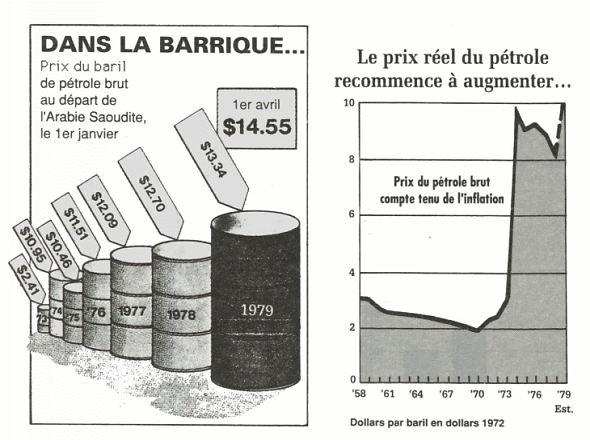 DANS LA BARRIQUE...
Prix du baril
de pétrole brut
au départ de
l'Arabie Saoudite,
le 1er janvier
1er avril
$14.55
$13.34
$12.70
$12.09
$11.51
$10.46
$10.95
$2.41
'73
'74
'75
'76
1977
1978
1979
Le prix réel du pétrole
recommence à augmenter...
10
8
6
4
2
0
Prix du pétrole brut
compte tenu de l'inflation
'58
'61
'64
'67
'70
'73
'76
'79
Est.
Dollars par baril en dollars 1972